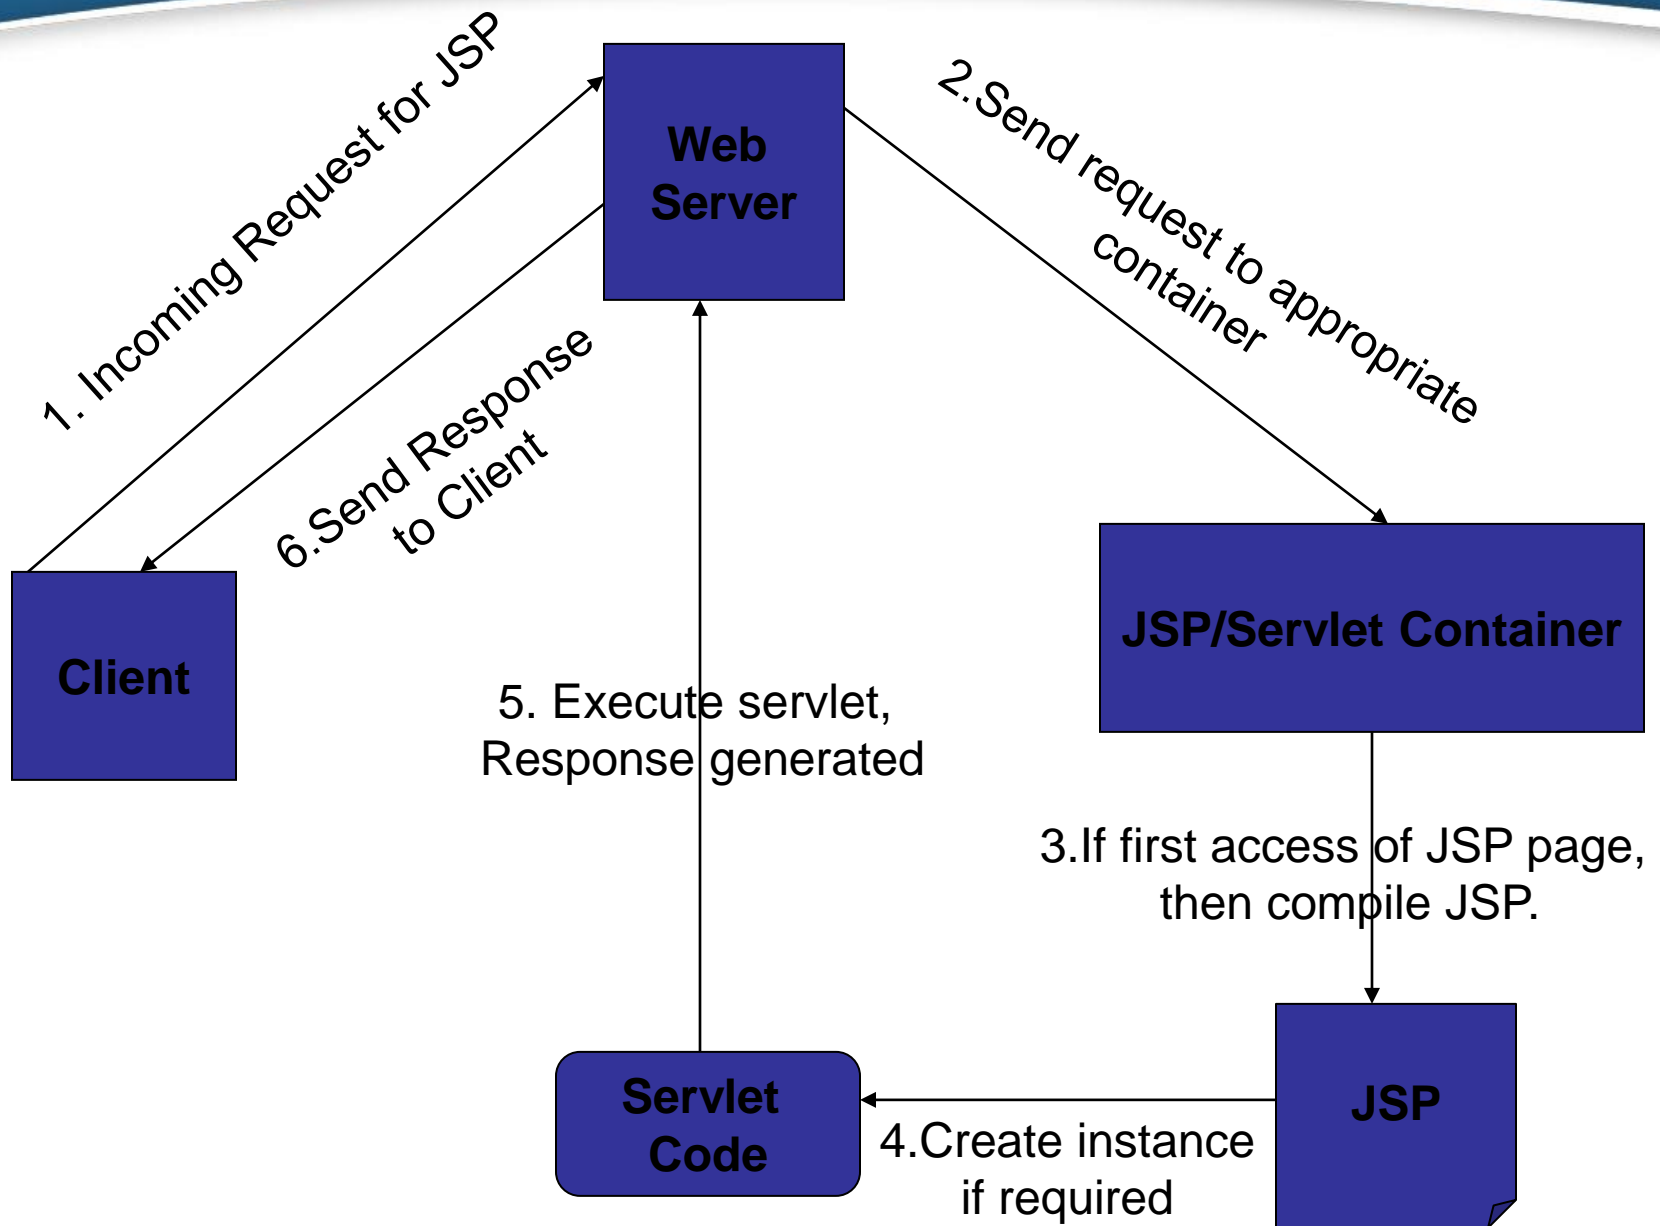 1. Incoming Request for JSP
Web
Server
2.Send request to appropriate
container
6.Send Response
to Client
Client
JSP/Servlet Container
5. Execute servlet,
Response generated
3.If first access of JSP page,
then compile JSP.
Servlet
Code
JSP
4.Create instance
if required